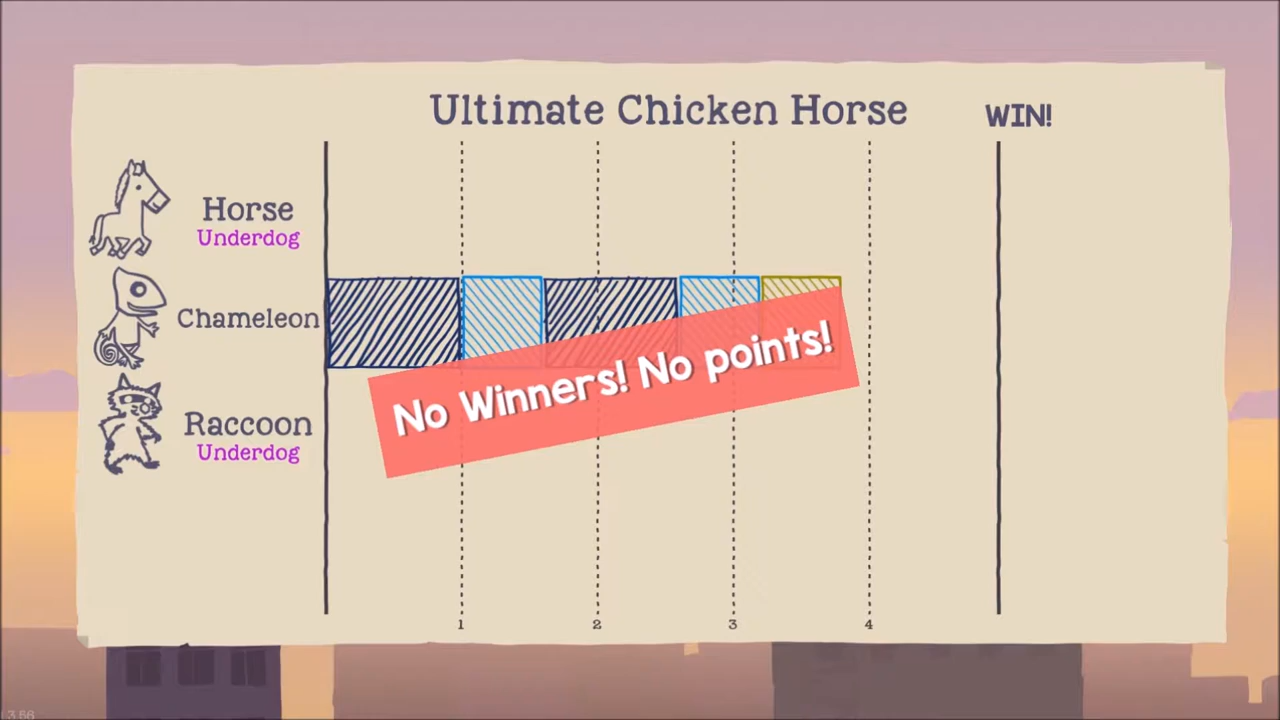 Ultimate Chicken Horse
WIN!
Horse
Underdog
Chameleon
No Winners! No points!
Raccoon
Underdog
1 2 3 4